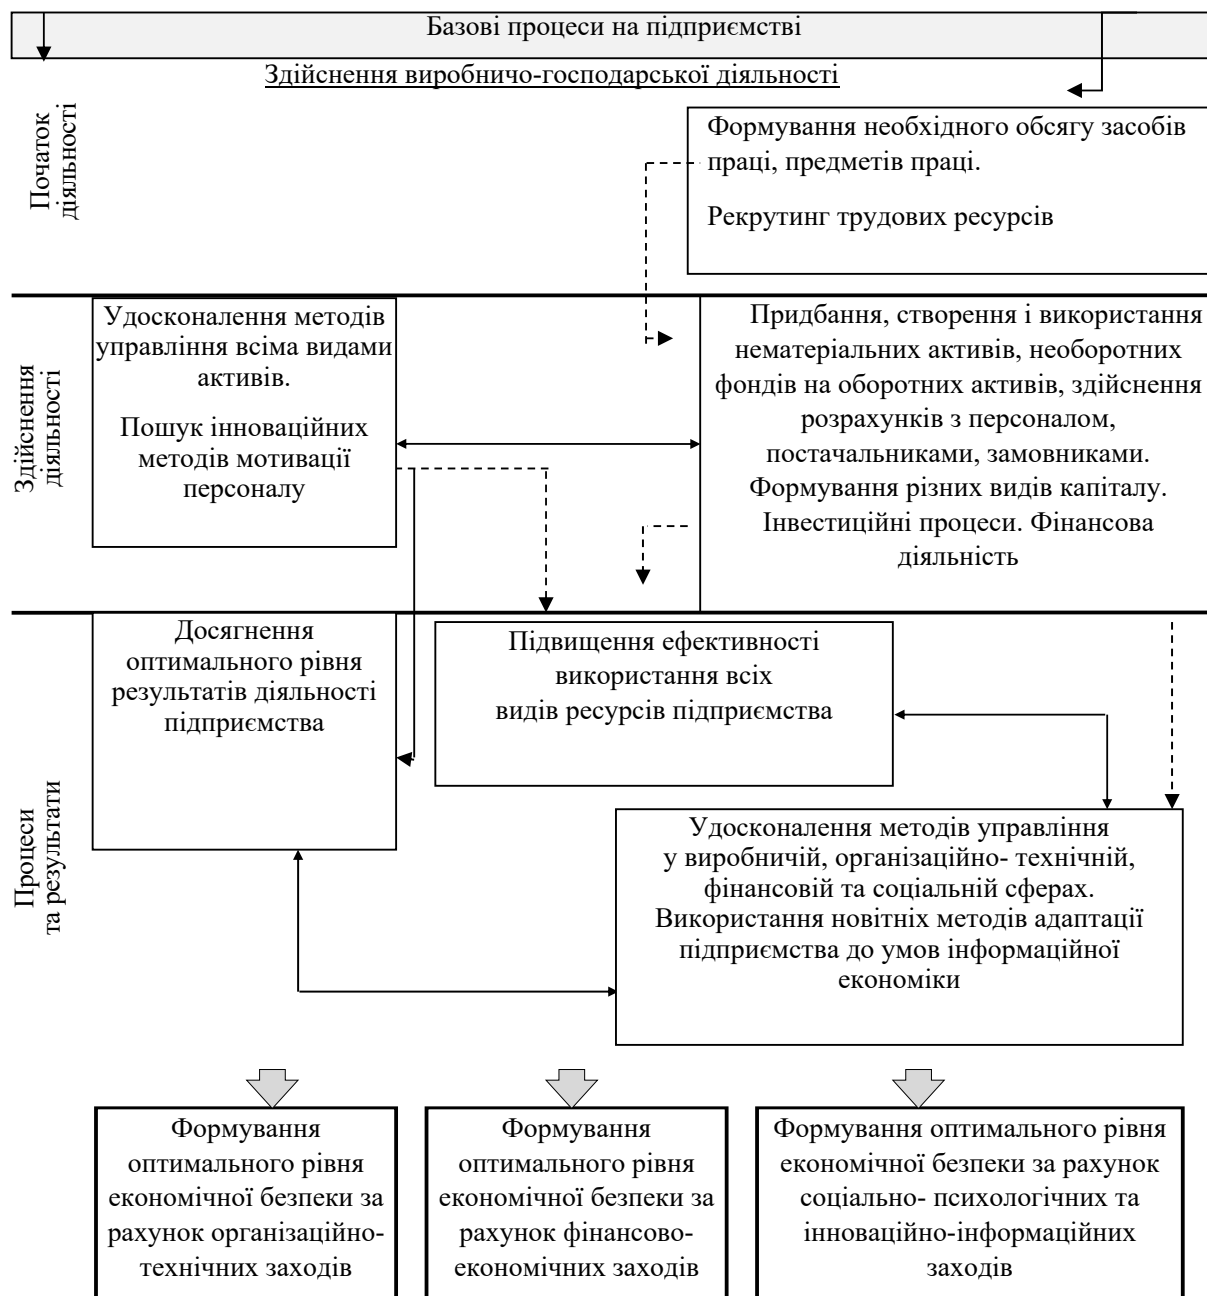 Базові процеси на підприємстві
Здійснення виробничо-господарської діяльності
Початок
діяльності
Формування необхідного обсягу засобів
праці, предметів праці.
Рекрутинг трудових ресурсів
Здійснення
діяльності
Удосконалення методів
управління всіма видами
активів.
Пошук інноваційних
методів мотивації
персоналу
Придбання, створення і використання
нематеріальних активів, необоротних
фондів на оборотних активів, здійснення
розрахунків з персоналом,
постачальниками, замовниками.
Формування різних видів капіталу.
Інвестиційні процеси. Фінансова
діяльність
Процеси
та результати
Досягнення
оптимального рівня
результатів діяльності
підприємства
Підвищення ефективності
використання всіх
видів ресурсів підприємства
Удосконалення методів управління
у виробничій, організаційно- технічній,
фінансовій та соціальній сферах.
Використання новітніх методів адаптації
підприємства до умов інформаційної
економіки
Формування
оптимального рівня
економічної безпеки за
рахунок організаційно-
технічних заходів
Формування
оптимального рівня
економічної безпеки за
рахунок фінансово-
економічних заходів
Формування оптимального рівня
економічної безпеки за рахунок
соціально- психологічних та
інноваційно-інформаційних
заходів